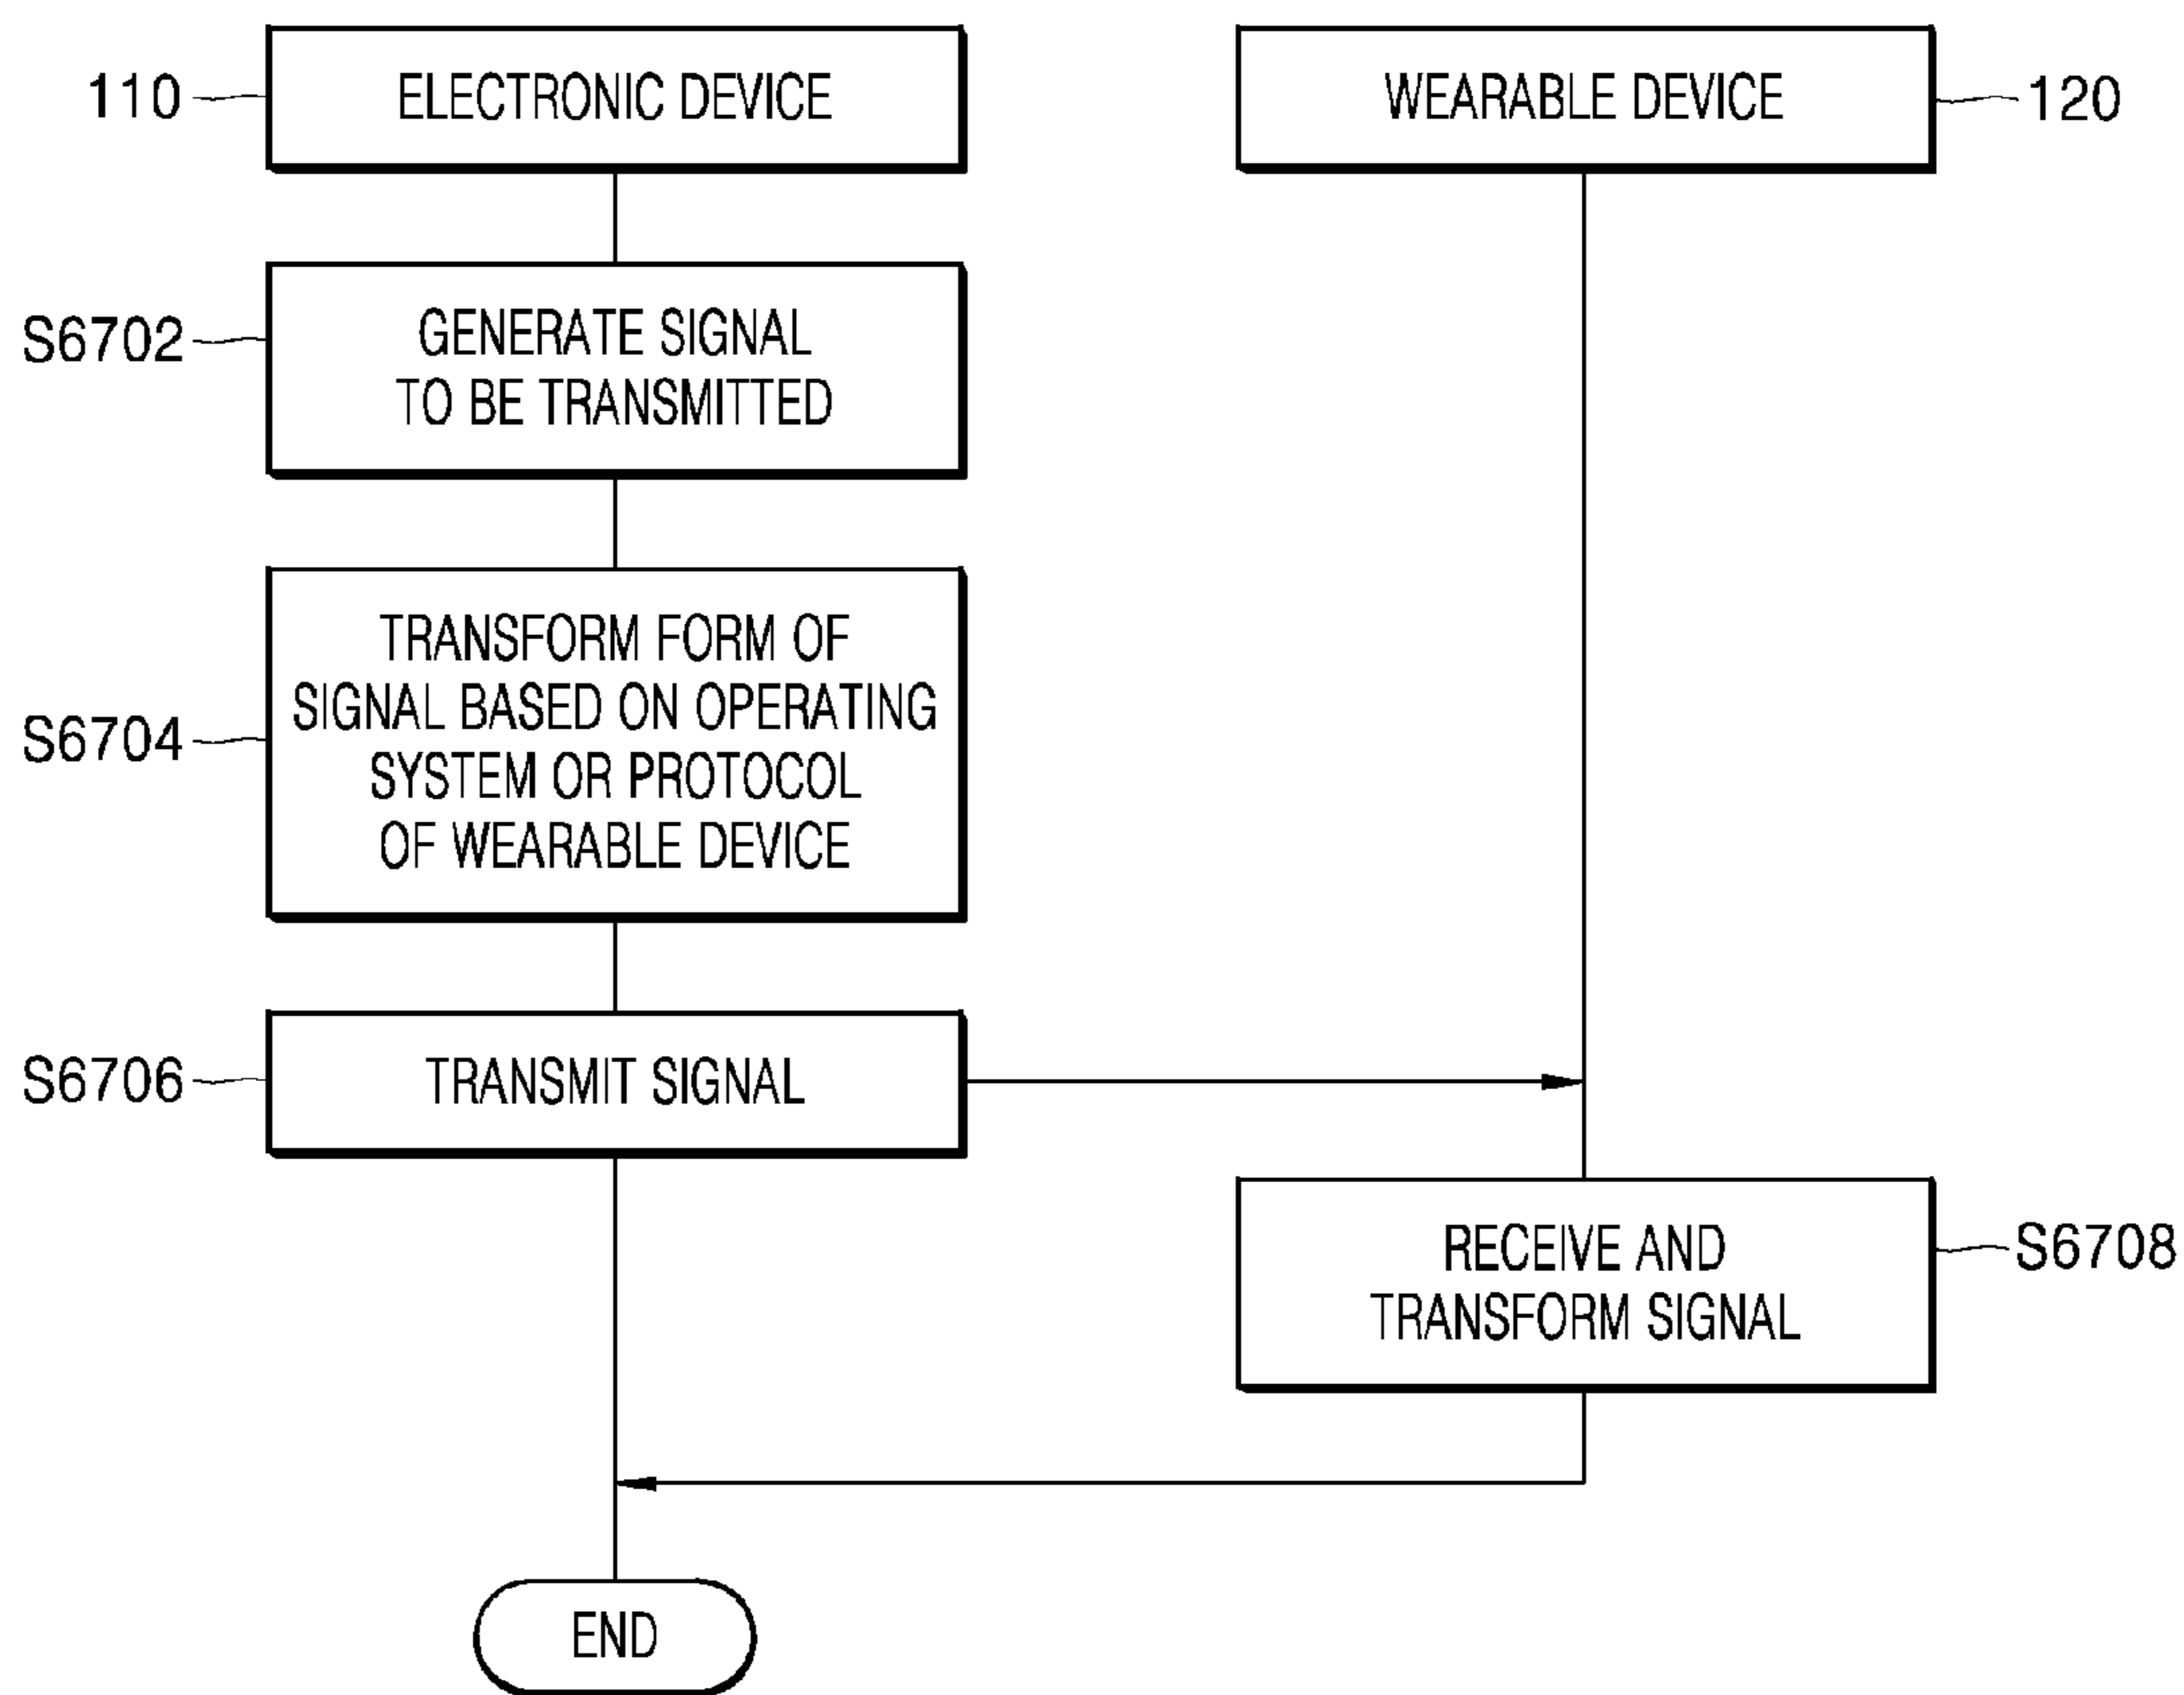 110
ELECTRONIC DEVICE
WEARABLE DEVICE
120
S6702
GENERATE SIGNAL
TO BE TRANSMITTED
S6704
TRANSFORM FORM OF
SIGNAL BASED ON OPERATING
SYSTEM OR PROTOCOL
OF WEARABLE DEVICE
S6706
TRANSMIT SIGNAL
RECEIVE AND
TRANSFORM SIGNAL
S6708
END